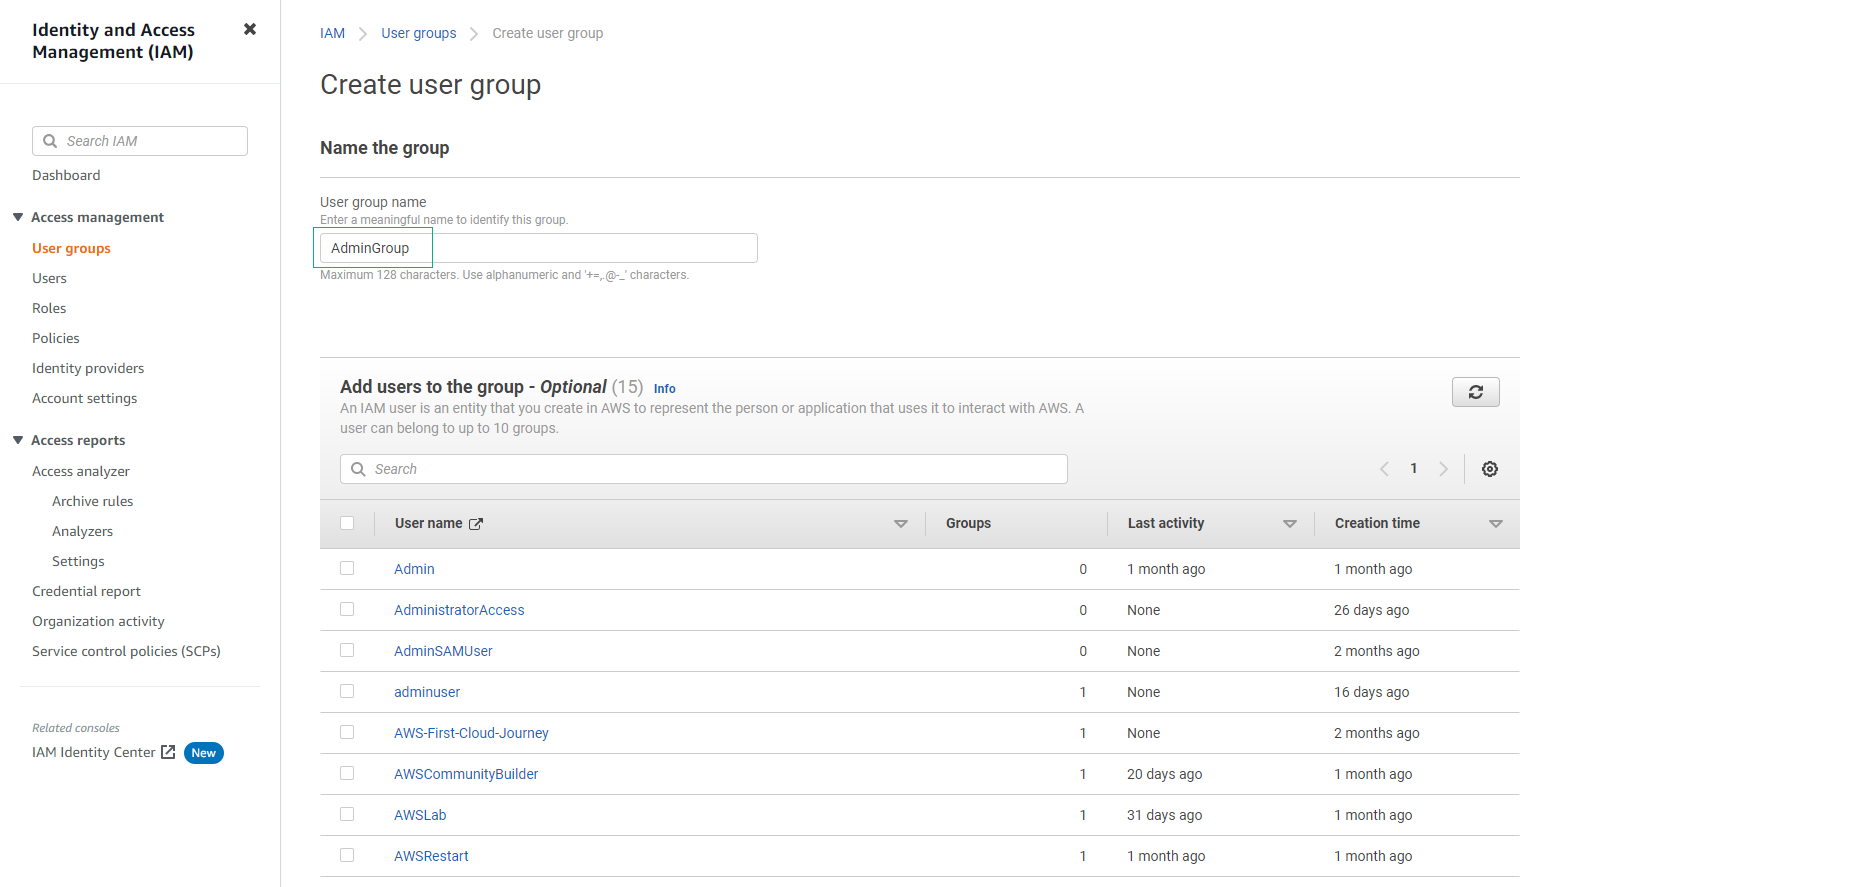 Identity and Access
Management (IAM)
Search IAM
Dashboard
Access management
User groups
Users
Roles
Policies
Identity providers
Account settings
Access reports
Access analyzer
Archive rules
Analyzers
Settings
Credential report
Organization activity
Service control policies (SCPs)
Related consoles
IAM Identity Center New
IAM User groups Create user group
Create user group
Name the group
User group name
Enter a meaningful name to identify this group.
AdminGroup
Maximum 128 characters. Use alphanumeric and '+=,.@-_' characters.
Add users to the group - Optional (15) Info
An IAM user is an entity that you create in AWS to represent the person or application that uses it to interact with AWS. A
user can belong to up to 10 groups.
Search 1
User name Groups Last activity Creation time
Admin 0 1 month ago 1 month ago
AdministratorAccess 0 None 26 days ago
AdminSAMUser 0 None 2 months ago
adminuser 1 None 16 days ago
AWS-First-Cloud-Journey 1 None 2 months ago
AWSCommunityBuilder 1 20 days ago 1 month ago
AWSLab 1 31 days ago 1 month ago
AWSRestart 1 1 month ago 1 month ago